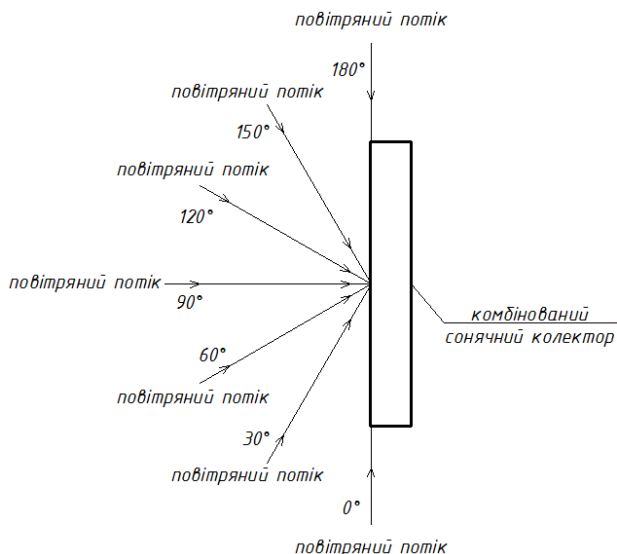 повітряний потік
180°
повітряний потік
150°
повітряний потік
120°
повітряний потік
90°
комбінований
сонячний колектор
60°
повітряний потік
30°
повітряний потік
0°
повітряний потік